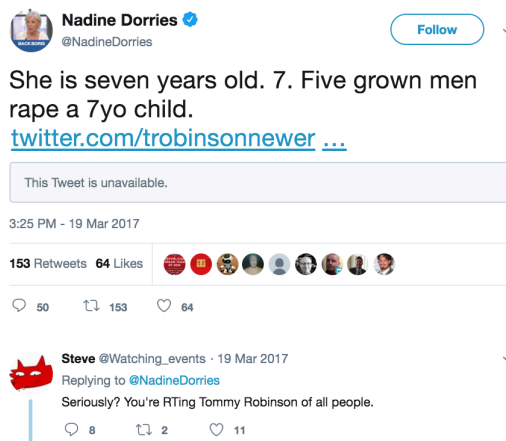 Nadine Dorries
@NadineDorries
Follow
BACK BORIS
She is seven years old. 7. Five grown men
rape a 7yo child.
twitter.com/trobinsonnewer ...
This Tweet is unavailable.
3:25 PM - 19 Mar 2017
153 Retweets 64 Likes
50 153 64
Steve @Watching_events · 19 Mar 2017
Replying to @NadineDorries
Seriously? You're RTing Tommy Robinson of all people.
8 2 11